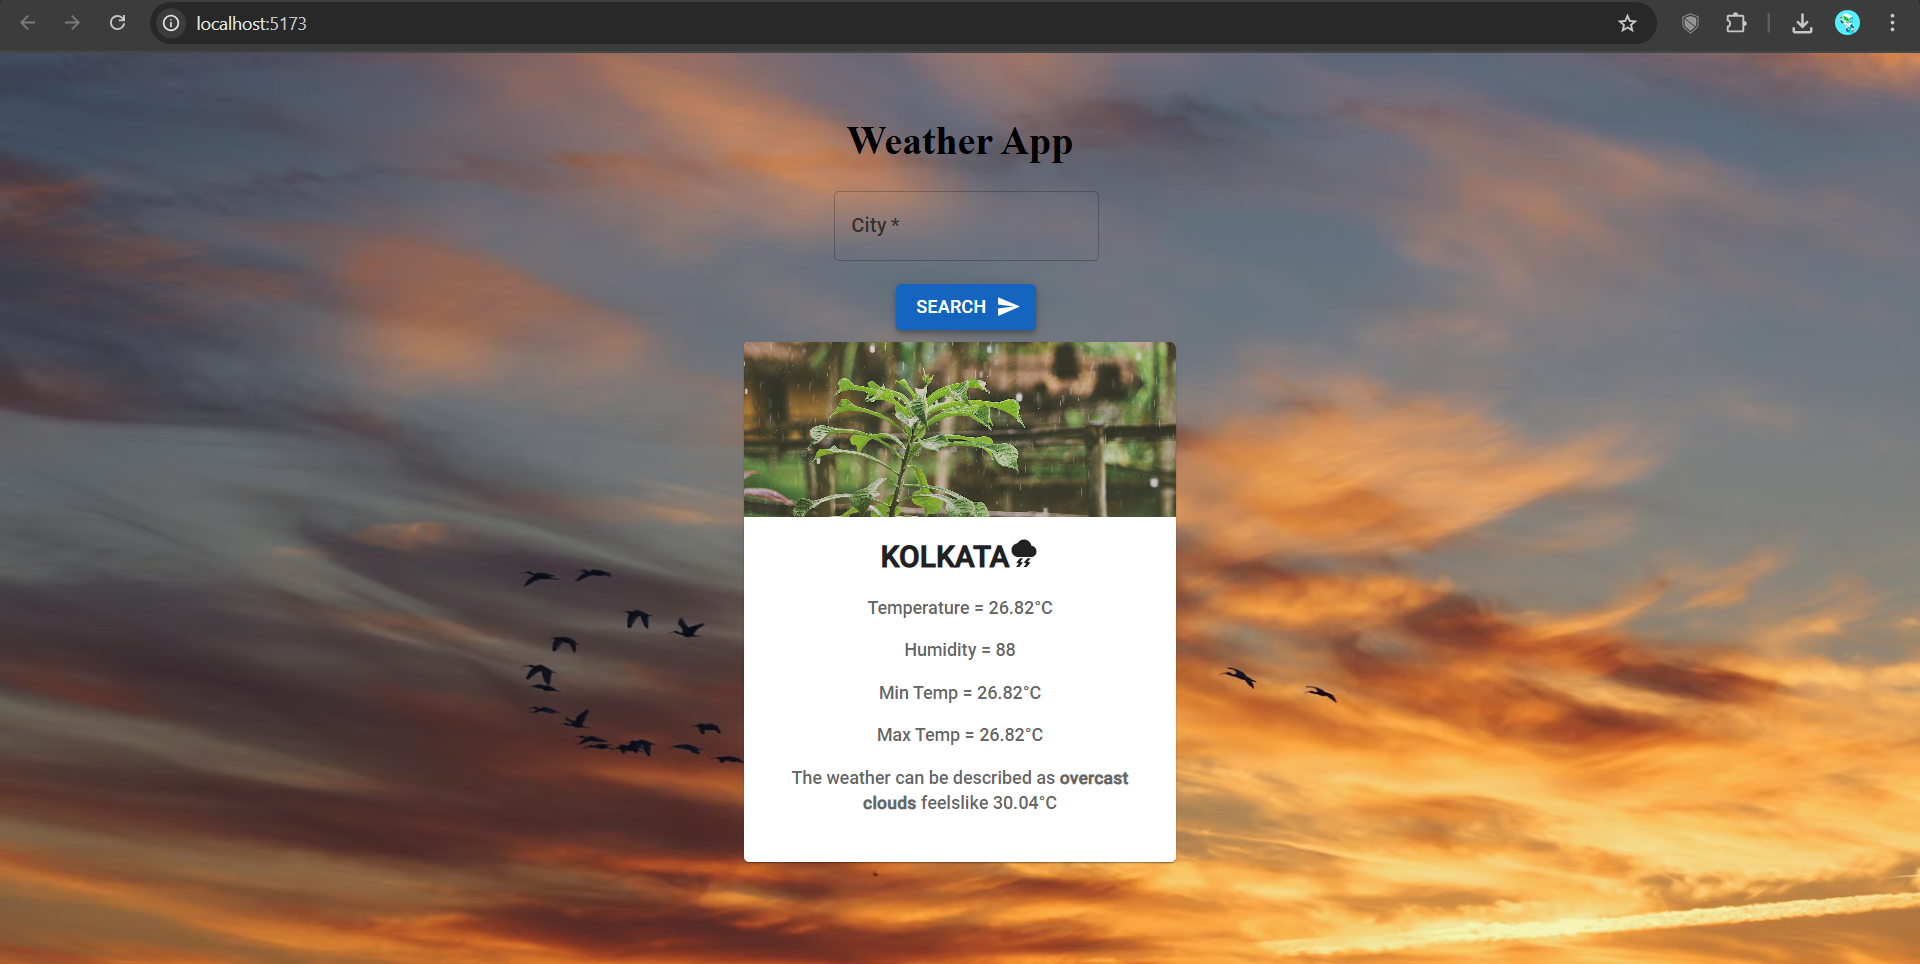 localhost:5173
Weather App
City *
SEARCH
KOLKATA
Temperature = 26.82°C
Humidity = 88
Min Temp = 26.82°C
Max Temp = 26.82°C
The weather can be described as overcast
clouds feelslike 30.04°C